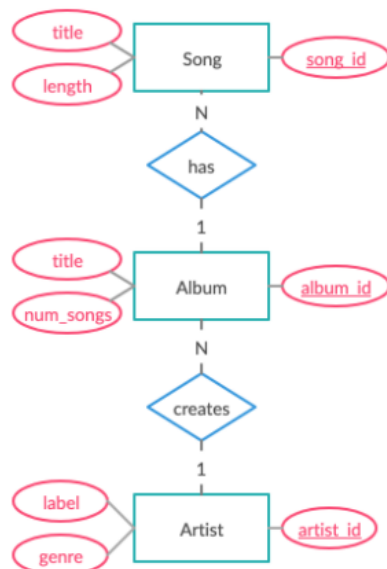 title
Song
song_id
length
N
has
1
title
Album
album_id
num_songs
N
creates
1
label
Artist
artist_id
genre